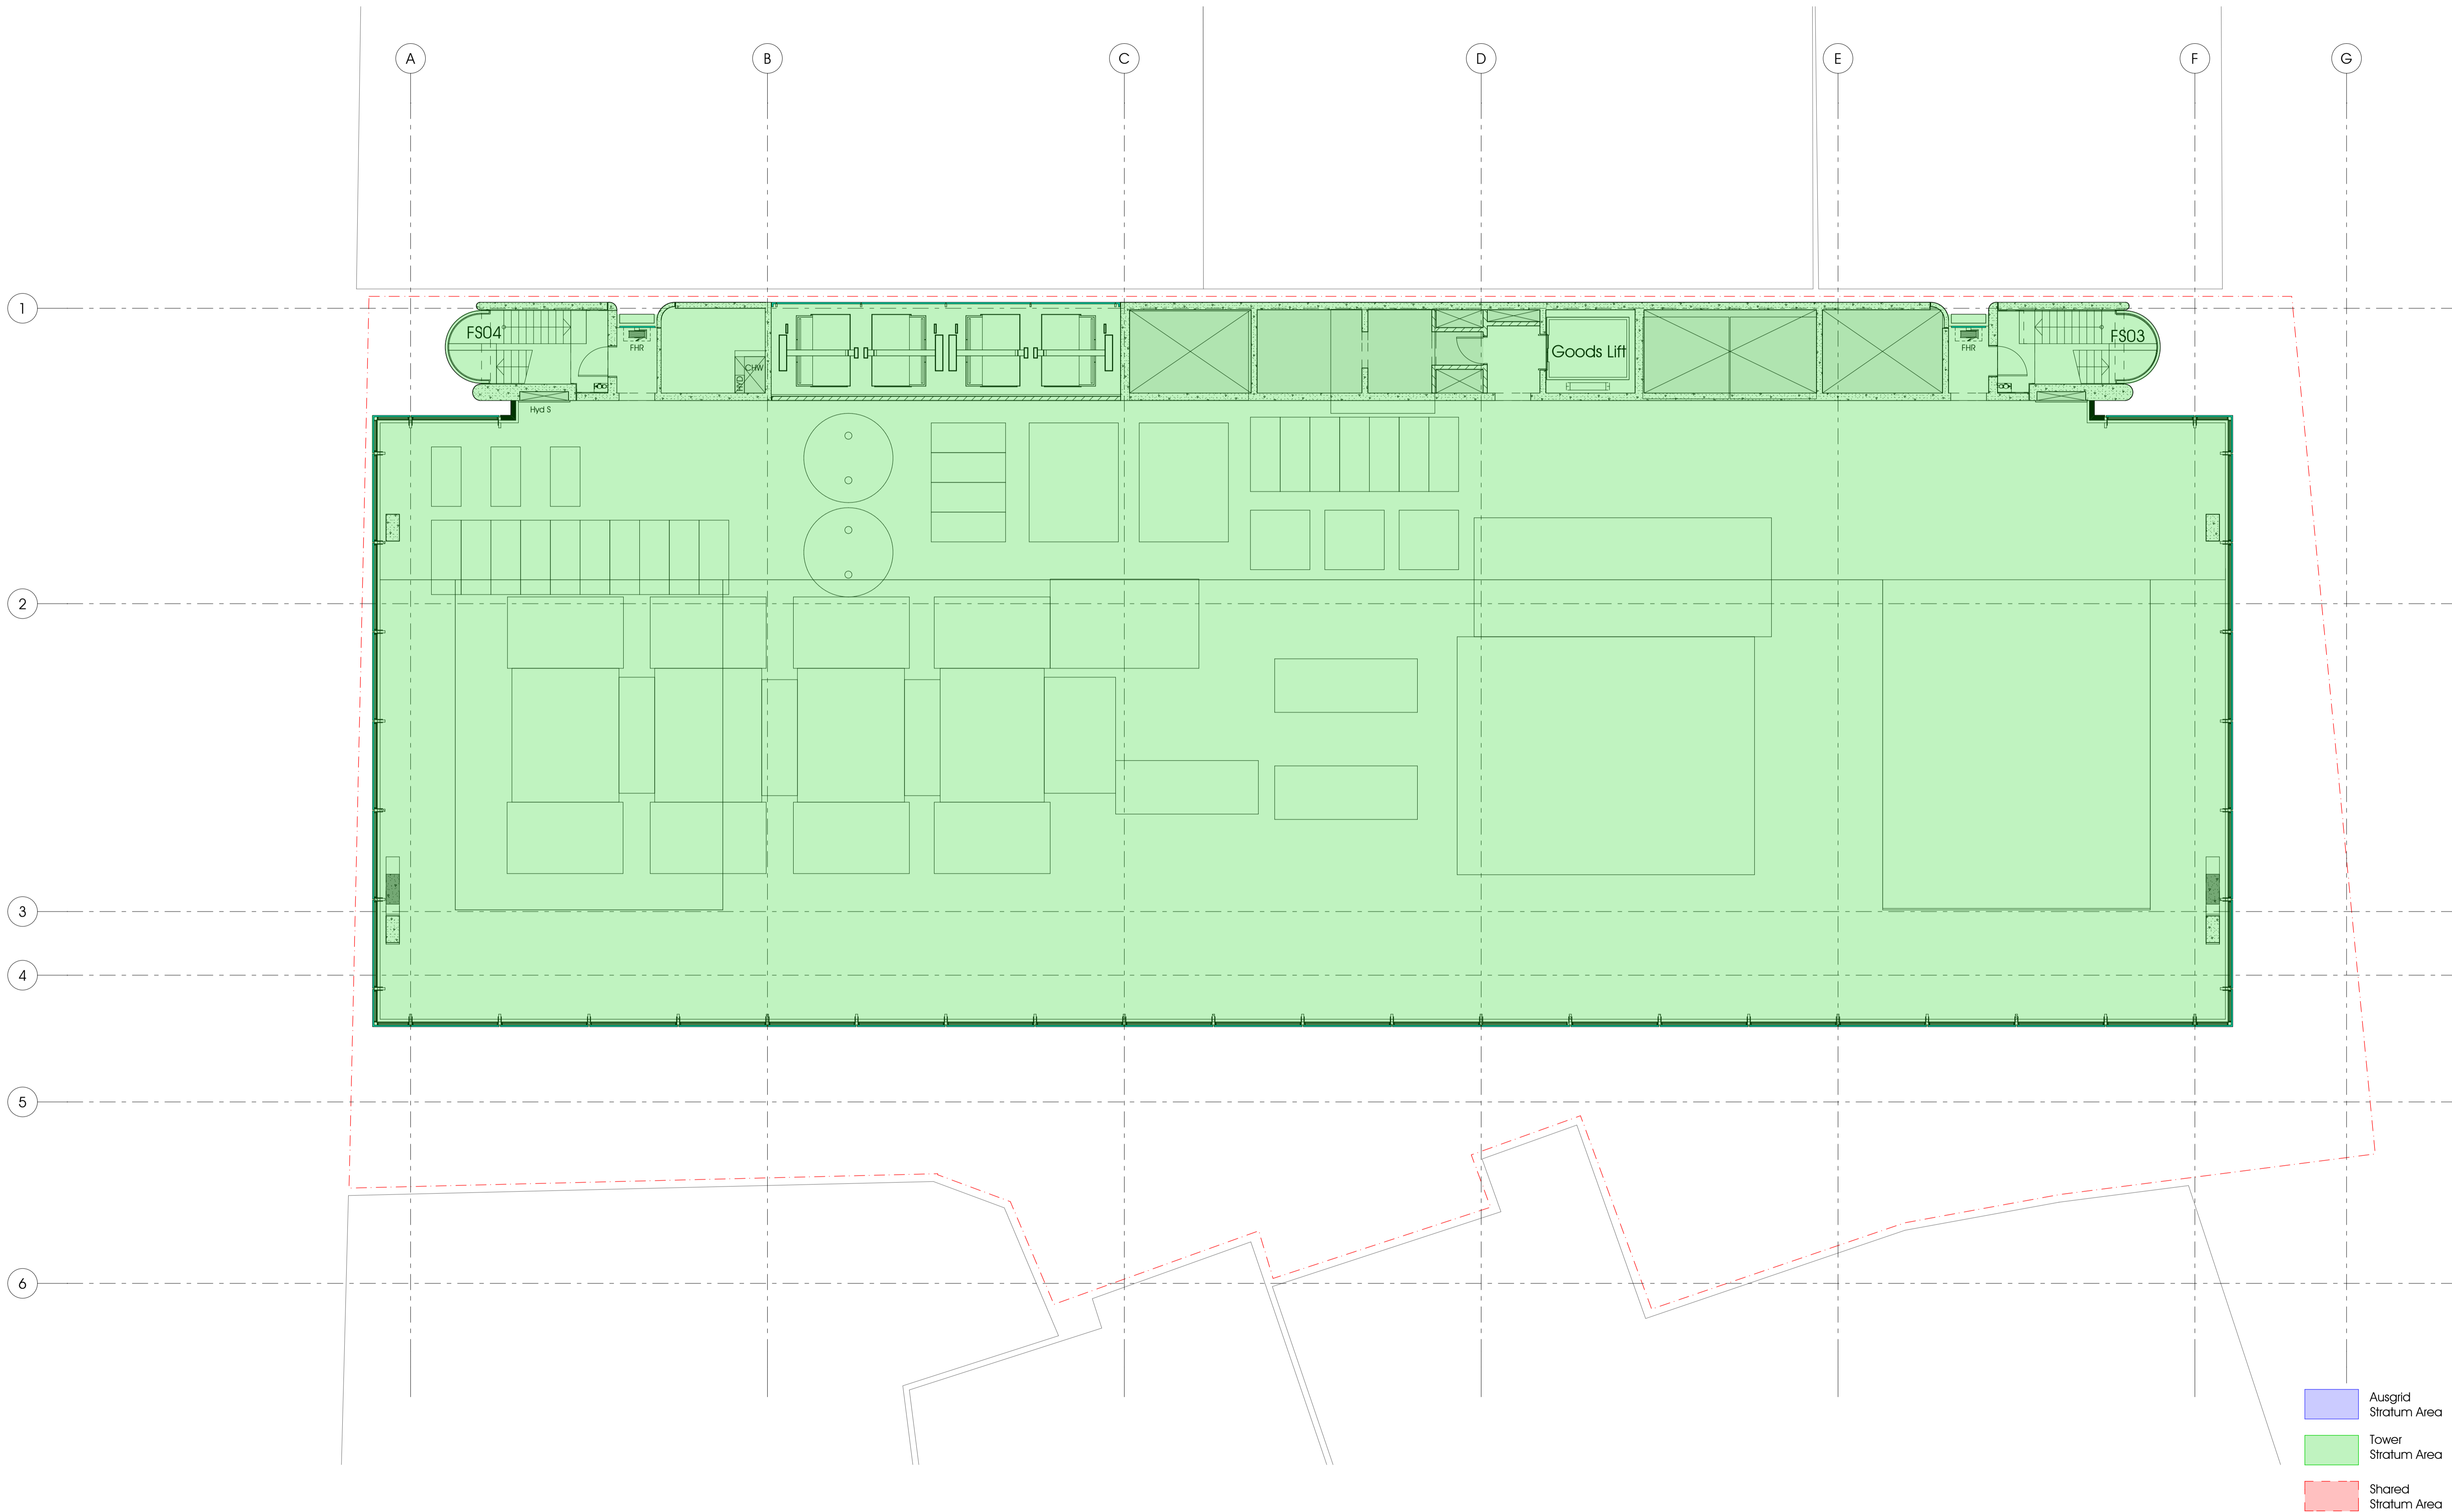 A
B
C
D
E
F
G
1
FS04
FHR
CHW
HYD
Goods Lift
FHR
FS03
Hyd S
2
3
4
5
6
Ausgrid
Stratum Area
Tower
Stratum Area
Shared
Stratum Area